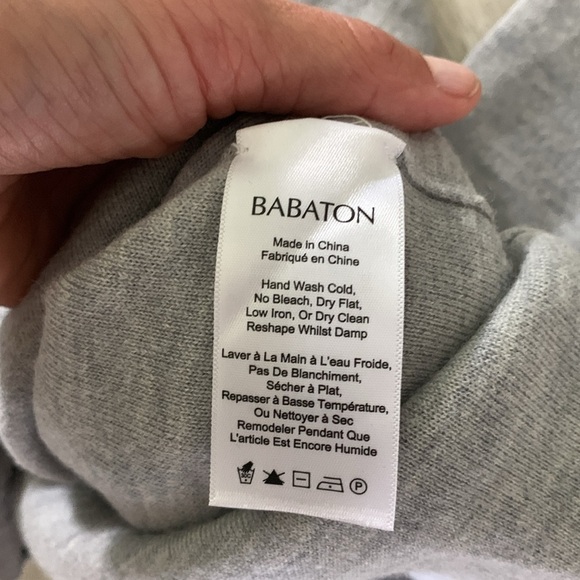 BABATON
Made in China
Fabriqué en Chine
Hand Wash Cold,
No Bleach, Dry Flat,
Low Iron, Or Dry Clean
Reshape Whilst Damp
Laver à La Main à L'eau Froide,
Pas De Blanchiment,
Sécher à Plat,
Repasser à Basse Température,
Ou Nettoyer à Sec
Remodeler Pendant Que
L'article Est Encore Humide
P